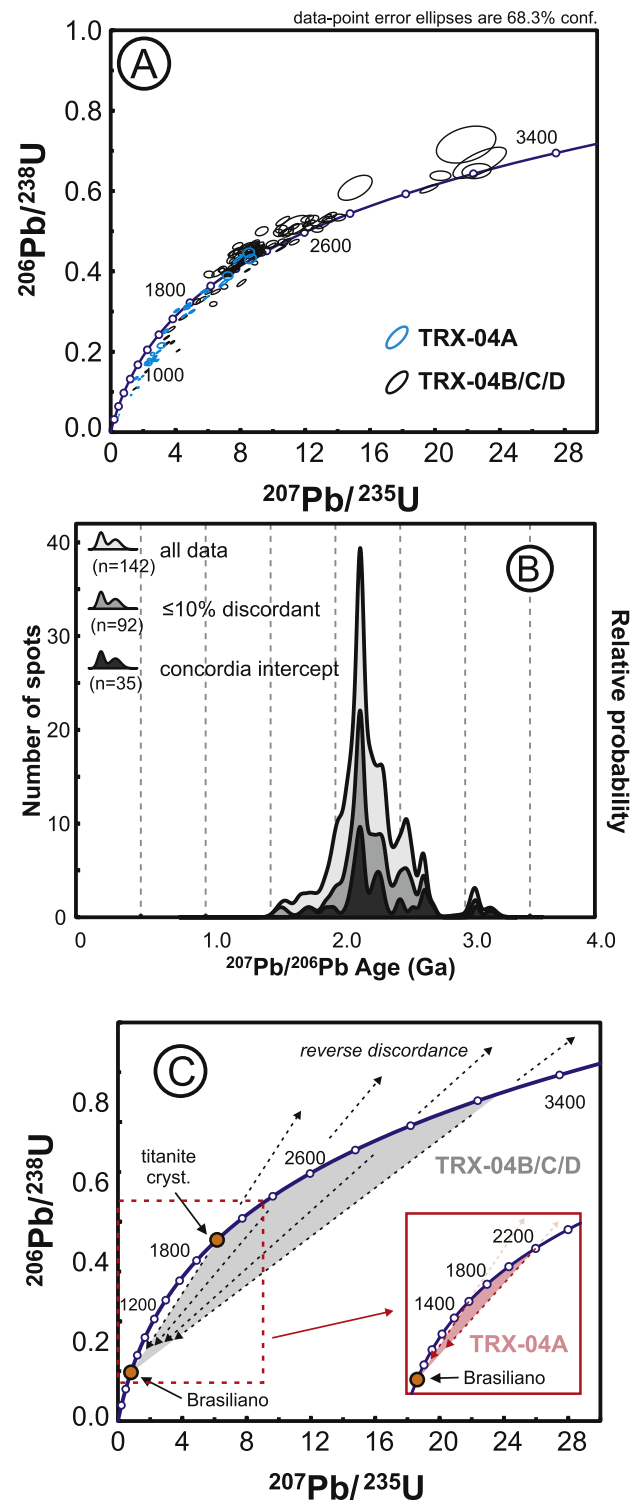 data-point error ellipses are 68.3% conf.
A
1.0
0.8
0.6
0.4
0.2
0.0
206Pb/238U
3400
2600
1800
1000
TRX-04A
TRX-04B/C/D
4
8
12
16
20
24
28
207Pb/235U
B
40
30
20
10
0
Number of spots
Relative probability
all data
(n=142)
≤10% discordant
(n=92)
concordia intercept
(n=35)
0
1.0
2.0
3.0
4.0
207Pb/206Pb Age (Ga)
C
reverse discordance
0.8
0.6
0.4
0.2
0.0
206Pb/238U
3400
2600
titanite
cryst.
1800
1200
TRX-04B/C/D
2200
1800
1400
TRX-04A
Brasiliano
Brasiliano
0
4
8
12
16
20
24
28
207Pb/235U